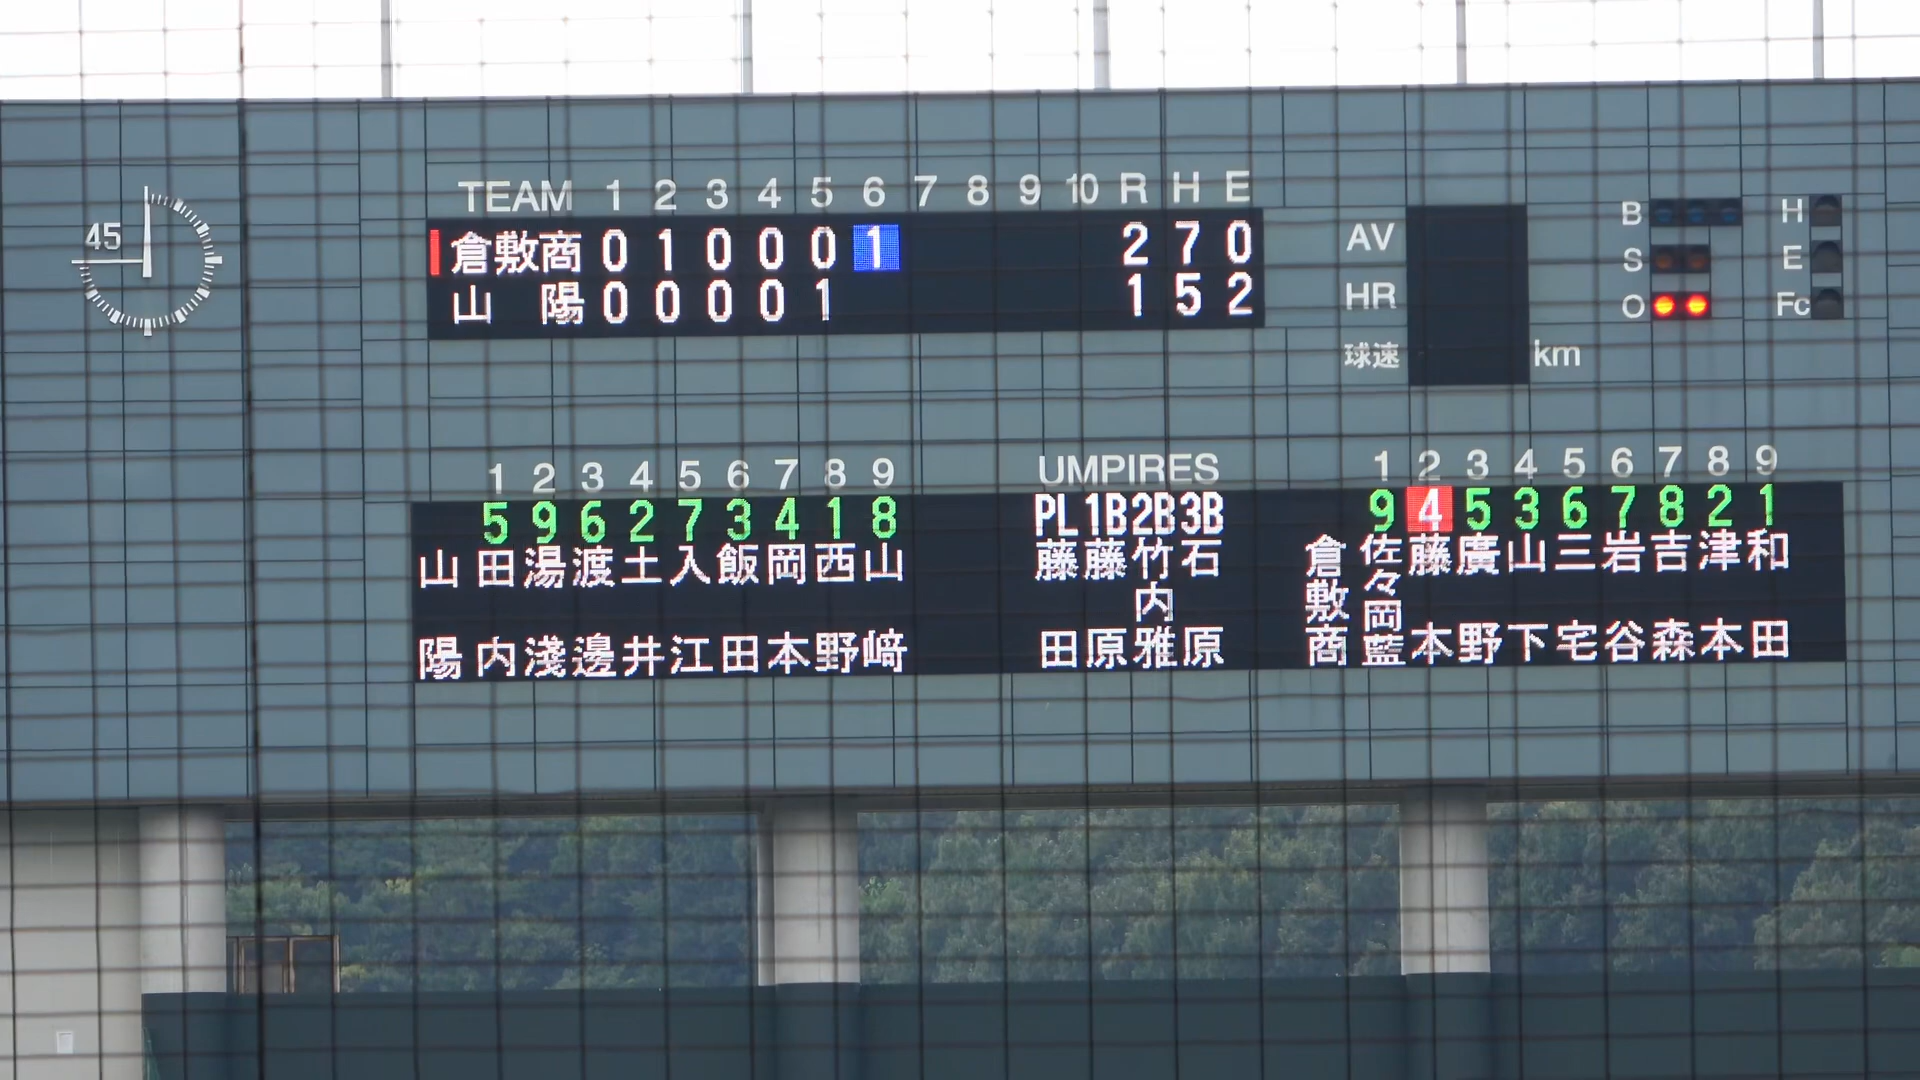 45
TEAM 1 2 3 4 5 6 7 8 9 10 R H E
倉敷商 0 1 0 0 0 1 2 7 0
山陽 0 0 0 0 1 1 5 2
AV
HR
球速 km
B H
S E
O Fc
1 2 3 4 5 6 7 8 9
5 9 6 2 7 3 4 1 8
山陽 田内 湯淺 渡邊 土井 入江 飯田 岡本 西野 山﨑
UMPIRES
PL 1B 2B 3B
藤田 藤原 竹内雅 石原
1 2 3 4 5 6 7 8 9
9 4 5 3 6 7 8 2 1
倉敷商 佐々岡藍 藤本 廣野 山下 三宅 岩谷 吉森 津本 和田